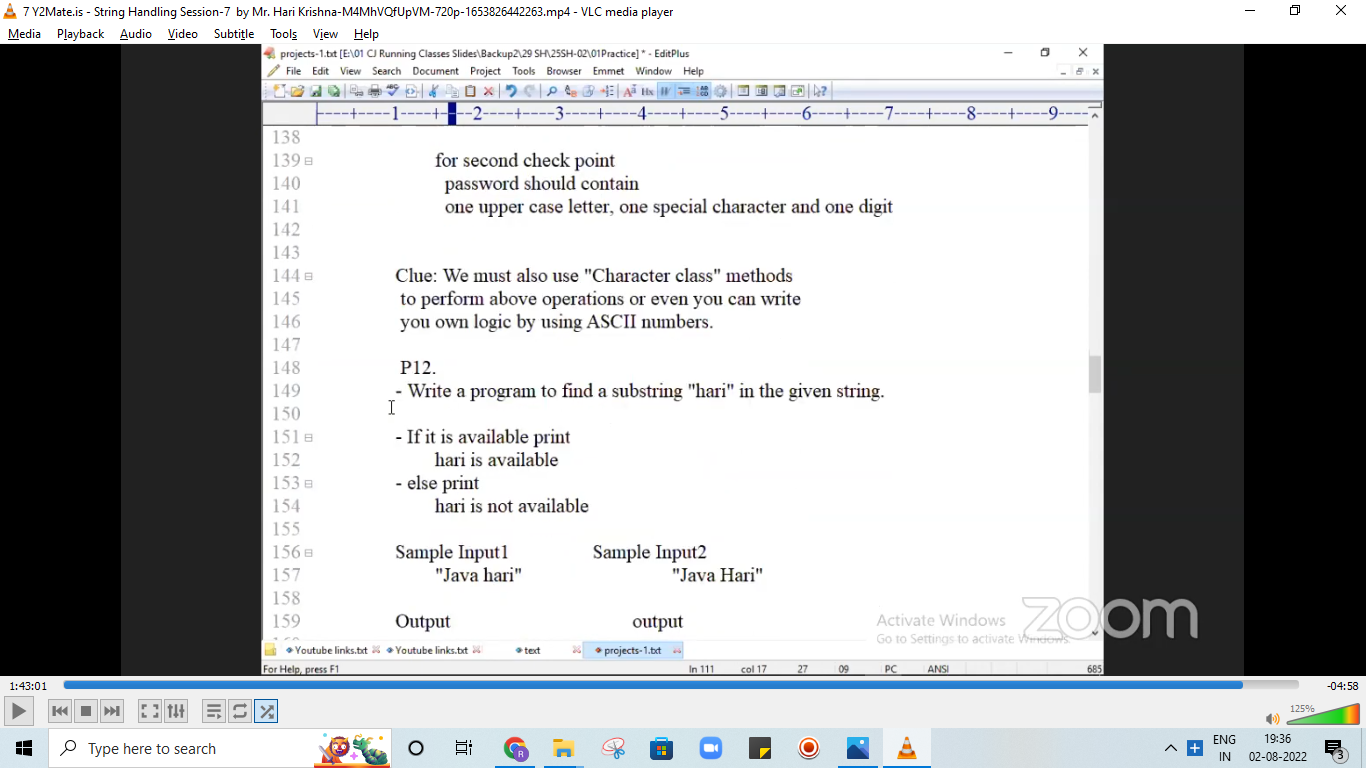 7 Y2Mate.is - String Handling Session-7 by Mr. Hari Krishna-M4MhVQfUpVM-720p-1653826442263.mp4 - VLC media player
Media Playback Audio Video Subtitle Tools View Help
projects-1.txt [E:\01 CJ Running Classes Slides\Backup2\29 SH\25SH-02\01Practice] * - EditPlus
File Edit View Search Document Project Tools Browser Emmet Window Help
----+----1----+----2----+----3----+----4----+----5----+----6----+----7----+----8----+----9----
138
139 for second check point
140 password should contain
141 one upper case letter, one special character and one digit
142
143
144 Clue: We must also use "Character class" methods
145 to perform above operations or even you can write
146 you own logic by using ASCII numbers.
147
148 P12.
149 - Write a program to find a substring "hari" in the given string.
150
151 - If it is available print
152 hari is available
153 - else print
154 hari is not available
155
156 Sample Input1 Sample Input2
157 "Java hari" "Java Hari"
158
159 Output output
Activate Windows
Go to Settings to activate Windows.
zoom
Youtube links.txt Youtube links.txt text projects-1.txt
For Help, press F1 ln 111 col 17 27 09 PC ANSI 685
1:43:01 -04:58
125%
Type here to search
ENG
IN
19:36
02-08-2022
3